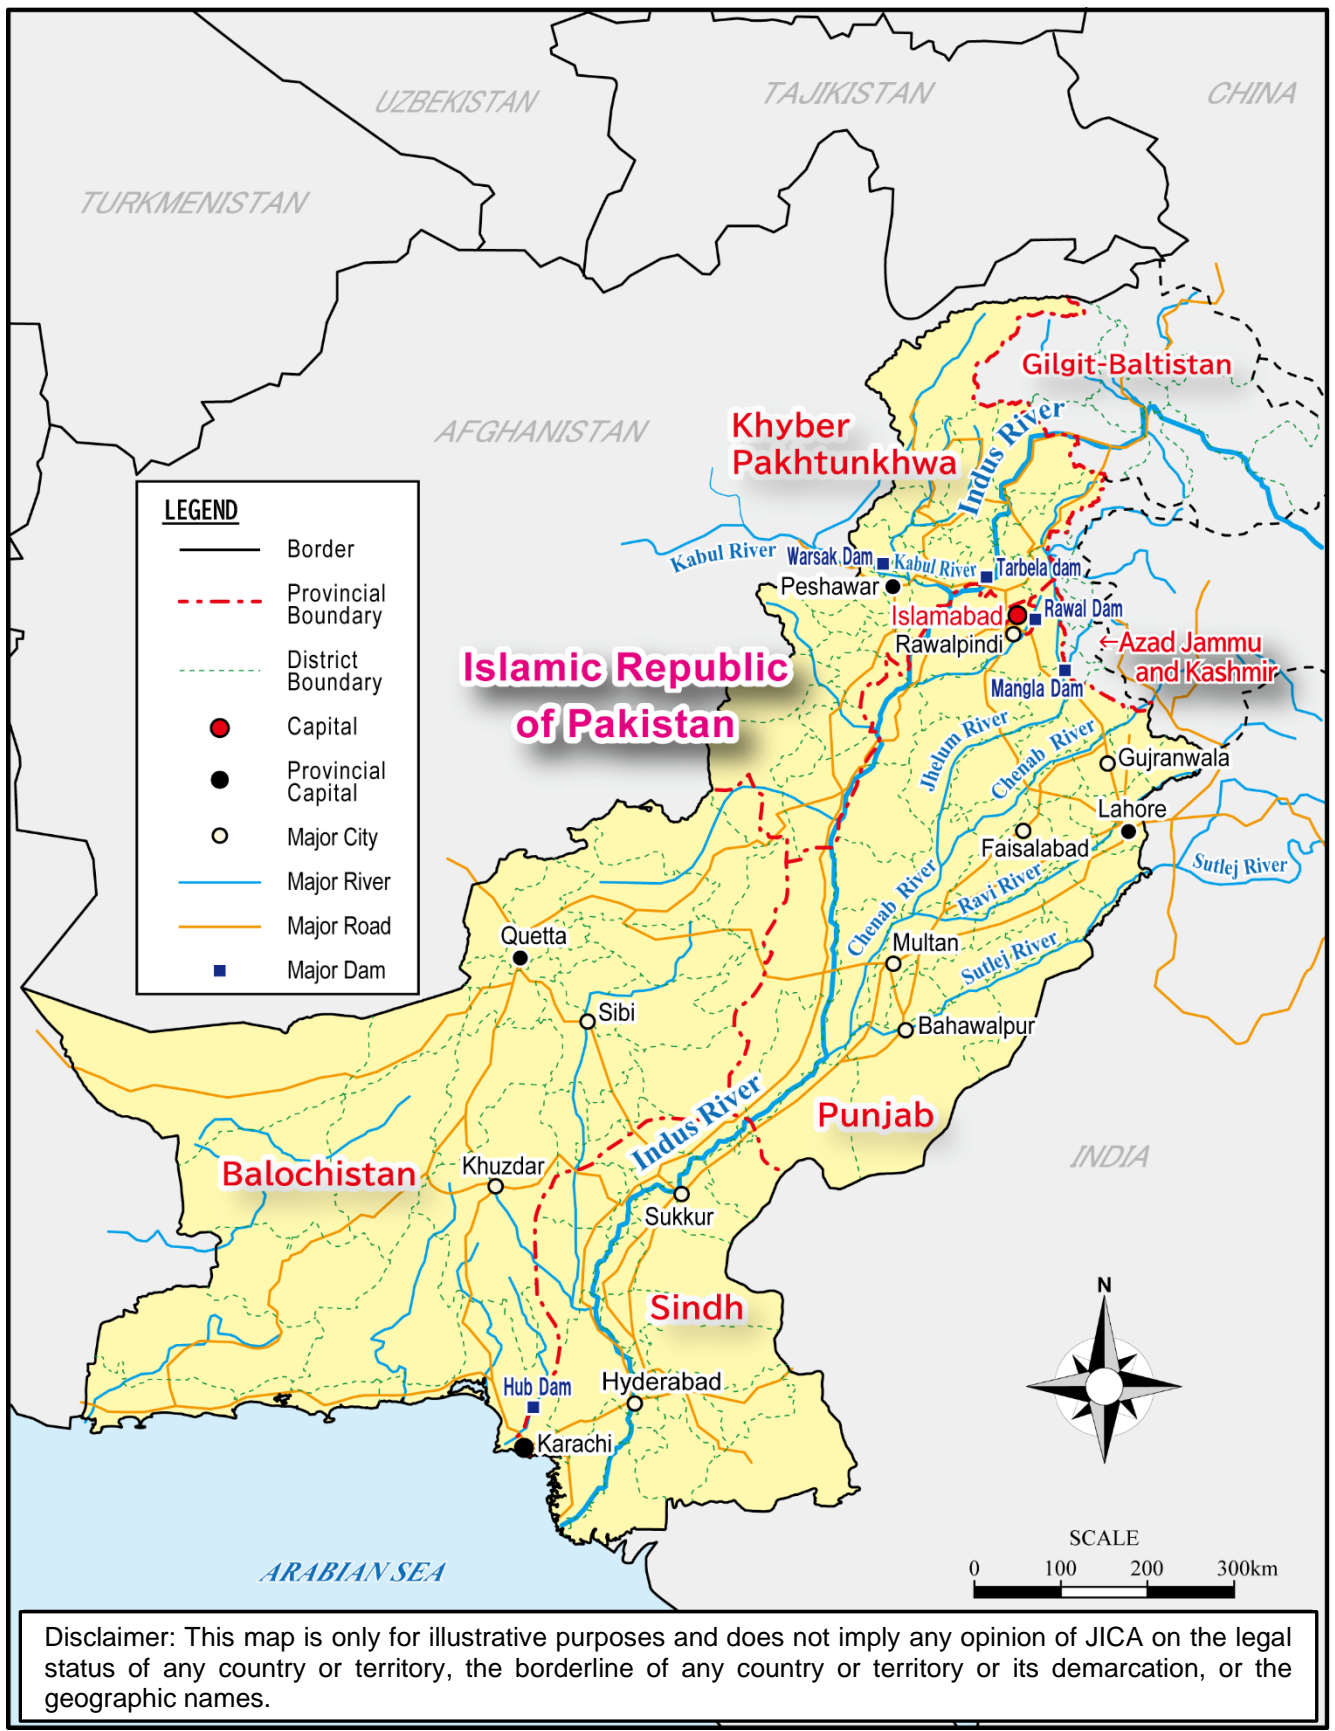 UZBEKISTAN
TAJIKISTAN
CHINA
TURKMENISTAN
Gilgit-Baltistan
AFGHANISTAN
Khyber
Pakhtunkhwa
Indus River
LEGEND
Border
Provincial
Boundary
District
Boundary
Capital
Provincial
Capital
Major City
Major River
Major Road
Major Dam
Kabul River
Warsak Dam
Kabul River
Tarbela dam
Peshawar
Islamabad
Rawal Dam
Rawalpindi
←Azad Jammu
and Kashmir
Mangla Dam
Islamic Republic
of Pakistan
Jhelum River
Chenab River
Gujranwala
Lahore
Faisalabad
Sutlej River
Ravi River
Chenab River
Quetta
Multan
Sutlej River
Sibi
Bahawalpur
Punjab
Indus River
INDIA
Balochistan
Khuzdar
Sukkur
Sindh
N
Hub Dam
Hyderabad
Karachi
SCALE
0 100 200 300km
ARABIAN SEA
Disclaimer: This map is only for illustrative purposes and does not imply any opinion of JICA on the legal
status of any country or territory, the borderline of any country or territory or its demarcation, or the
geographic names.